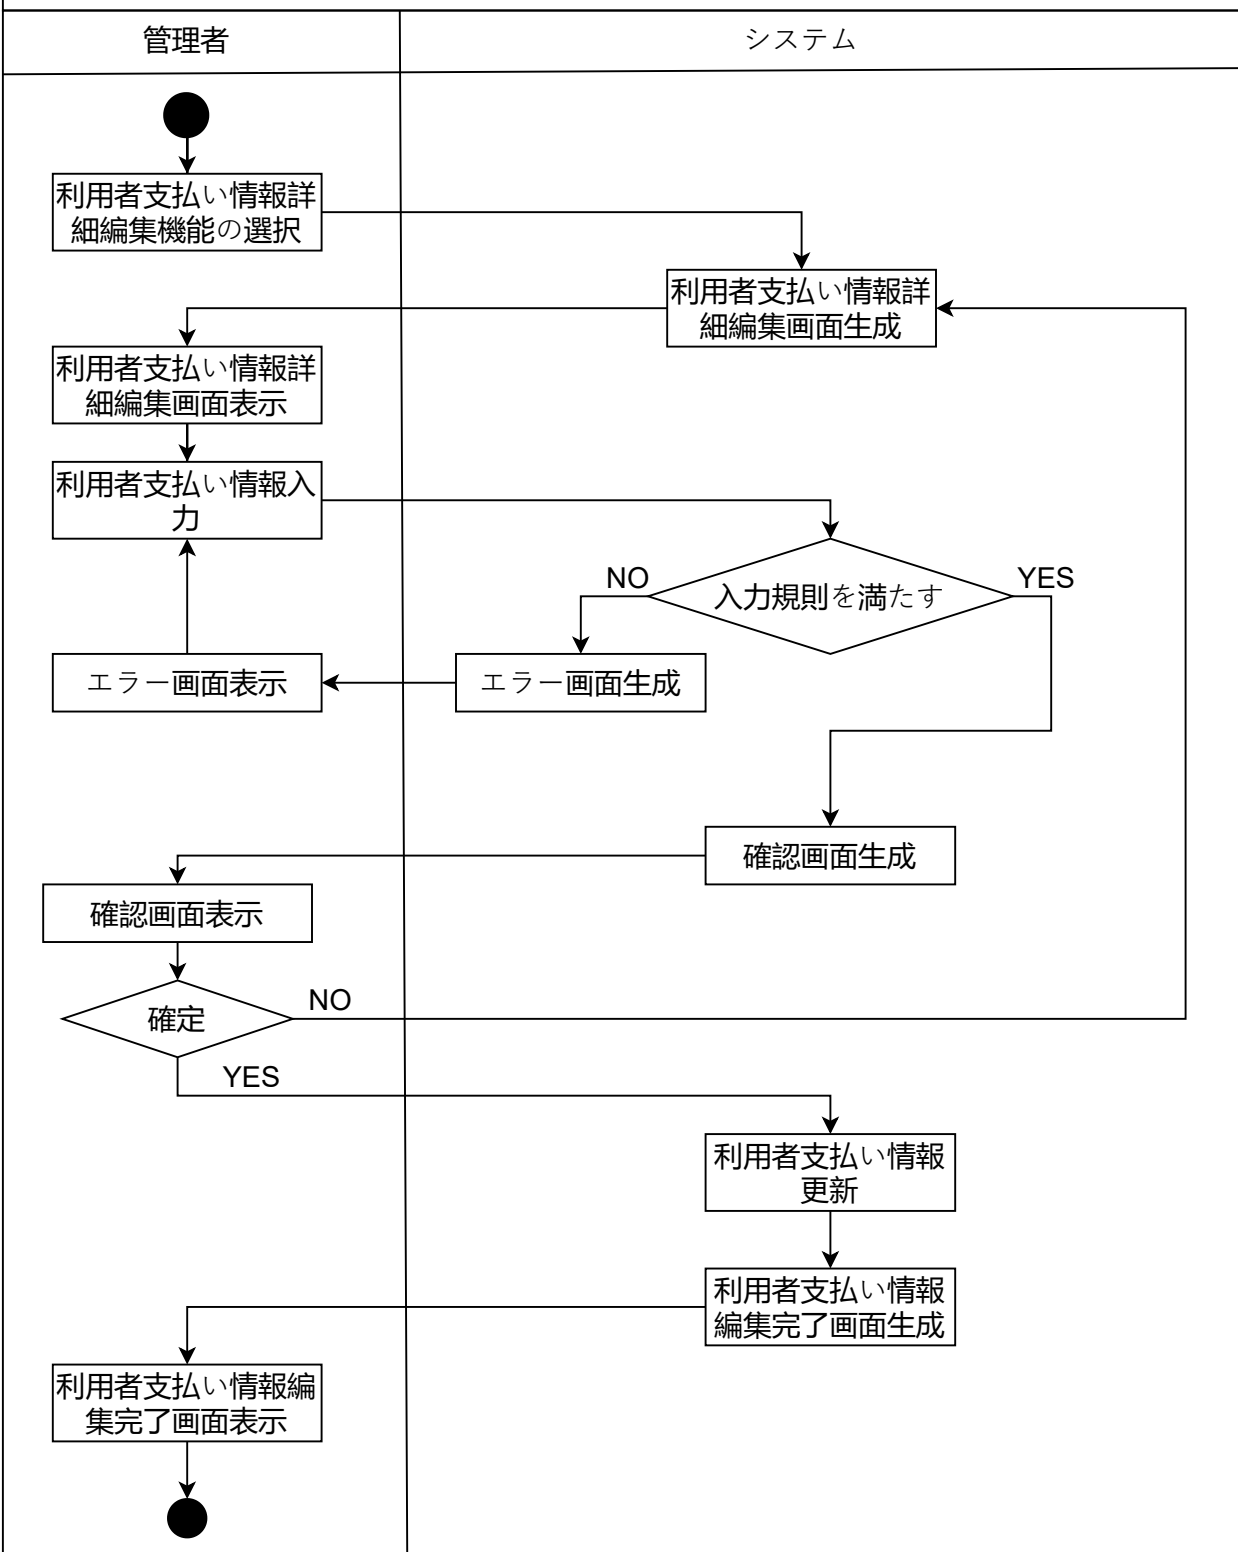 管理者
システム
利用者支払い情報詳
細編集機能の選択
利用者支払い情報詳
細編集画面生成
利用者支払い情報詳
細編集画面表示
利用者支払い情報入
力
入力規則を満たす
NO
YES
エラー画面表示
エラー画面生成
確認画面生成
確認画面表示
確定
NO
YES
利用者支払い情報
更新
利用者支払い情報
編集完了画面生成
利用者支払い情報編
集完了画面表示